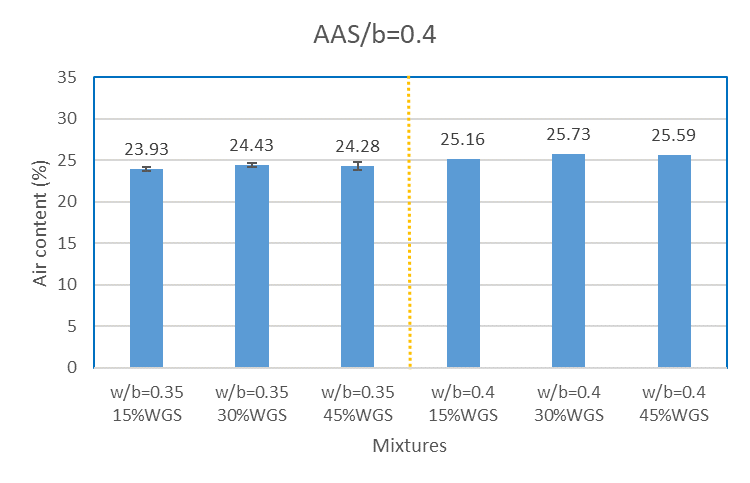 AAS/b=0.4
Air content (%)
35
30
25
20
15
10
5
0
23.93
24.43
24.28
25.16
25.73
25.59
w/b=0.35
15%WGS
w/b=0.35
30%WGS
w/b=0.35
45%WGS
w/b=0.4
15%WGS
w/b=0.4
30%WGS
w/b=0.4
45%WGS
Mixtures